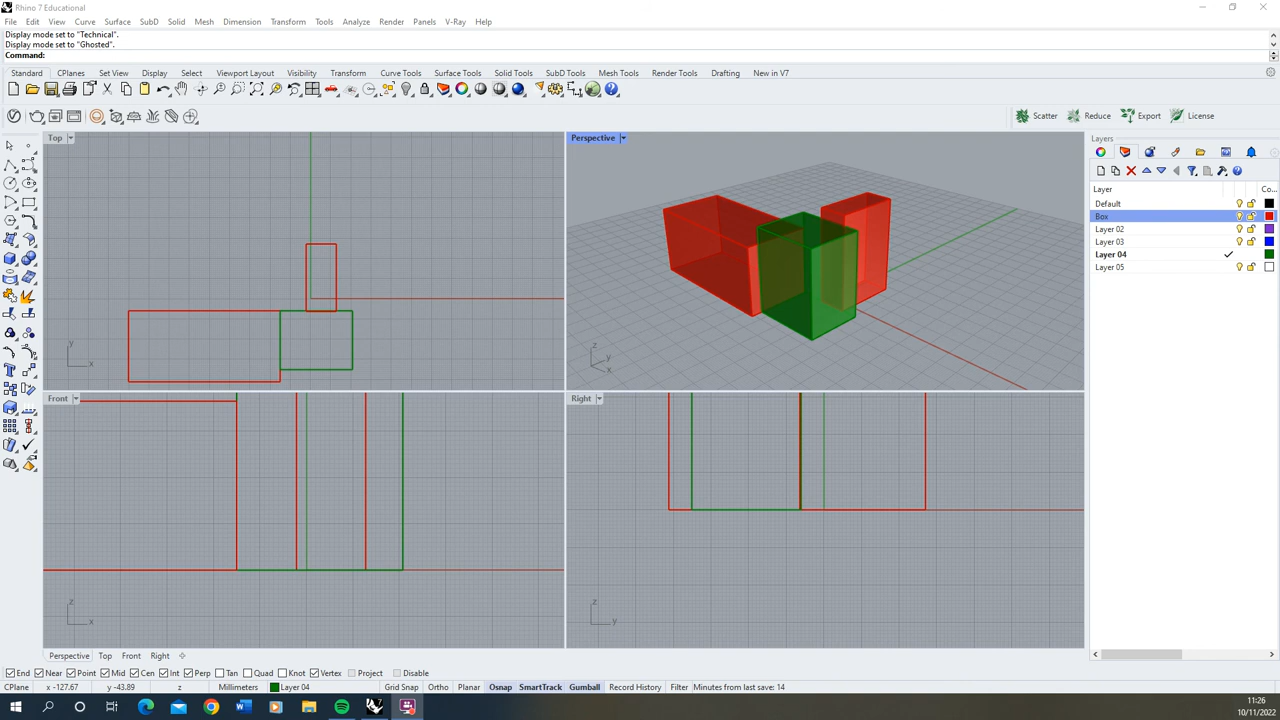 Rhino 7 Educational
File Edit View Curve Surface SubD Solid Mesh Dimension Transform Tools Analyze Render Panels V-Ray Help
Display mode set to "Technical".
Display mode set to "Ghosted".
Command:
Standard CPlanes Set View Display Select Viewport Layout Visibility Transform Curve Tools Surface Tools Solid Tools SubD Tools Mesh Tools Render Tools Drafting New in V7
Scatter Reduce Export License
Top
Perspective
Layers
Layer Co
Default
Box
Layer 02
Layer 03
Layer 04
Layer 05
y
x
z
y
x
Front
Right
z
x
z
y
Perspective Top Front Right
End Near Point Mid Cen Int Perp Tan Quad Knot Vertex Project Disable
CPlane x -127.67 y -43.89 z Millimeters Layer 04 Grid Snap Ortho Planar Osnap SmartTrack Gumball Record History Filter Minutes from last save: 14
11:26
10/11/2022